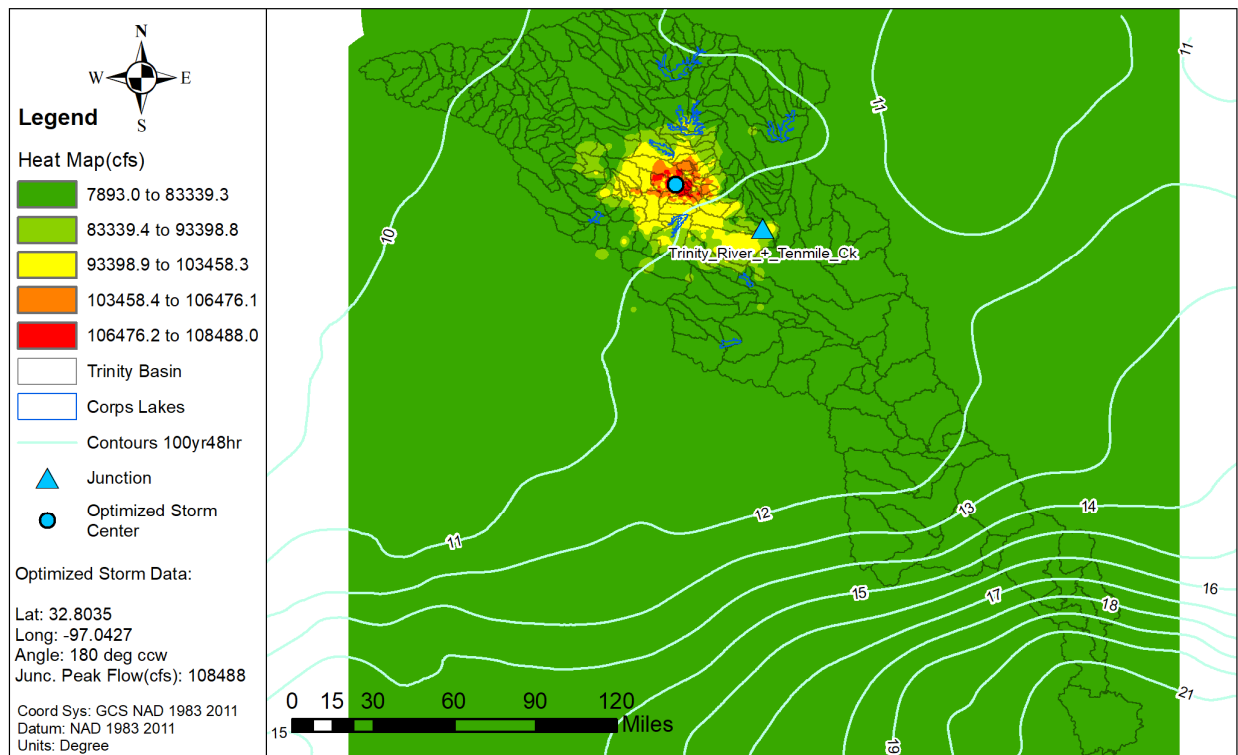 N
W E
S
Legend
Heat Map(cfs)
7893.0 to 83339.3
83339.4 to 93398.8
93398.9 to 103458.3
103458.4 to 106476.1
106476.2 to 108488.0
Trinity Basin
Corps Lakes
Contours 100yr48hr
Junction
Optimized Storm
Center
Optimized Storm Data:
Lat: 32.8035
Long: -97.0427
Angle: 180 deg ccw
Junc. Peak Flow(cfs): 108488
Coord Sys: GCS NAD 1983 2011
Datum: NAD 1983 2011
Units: Degree
11
11
10
Trinity_River_+_Tenmile_Ck
12
13
14
11
15
17
16
18
21
19
15
0 15 30 60 90 120
Miles